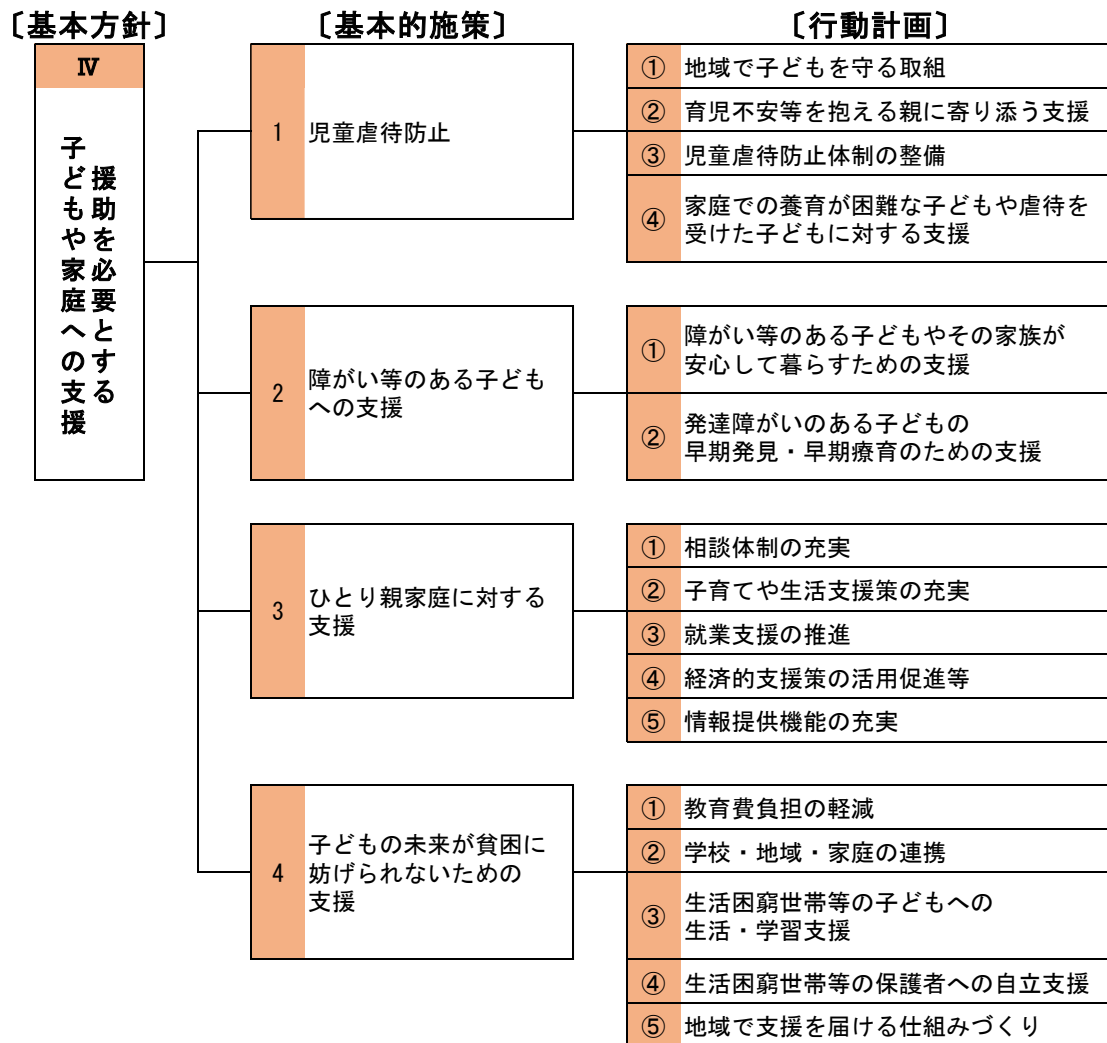 〔基本方針〕
〔基本的施策〕
〔行動計画〕
Ⅳ
援助を必要とする
子どもや家庭への支援
1
児童虐待防止
① 地域で子どもを守る取組
② 育児不安等を抱える親に寄り添う支援
③ 児童虐待防止体制の整備
④ 家庭での養育が困難な子どもや虐待を
受けた子どもに対する支援
2
障がい等のある子ども
への支援
① 障がい等のある子どもやその家族が
安心して暮らすための支援
② 発達障がいのある子どもの
早期発見・早期療育のための支援
3
ひとり親家庭に対する
支援
① 相談体制の充実
② 子育てや生活支援策の充実
③ 就業支援の推進
④ 経済的支援策の活用促進等
⑤ 情報提供機能の充実
4
子どもの未来が貧困に
妨げられないための
支援
① 教育費負担の軽減
② 学校・地域・家庭の連携
③ 生活困窮世帯等の子どもへの
生活・学習支援
④ 生活困窮世帯等の保護者への自立支援
⑤ 地域で支援を届ける仕組みづくり